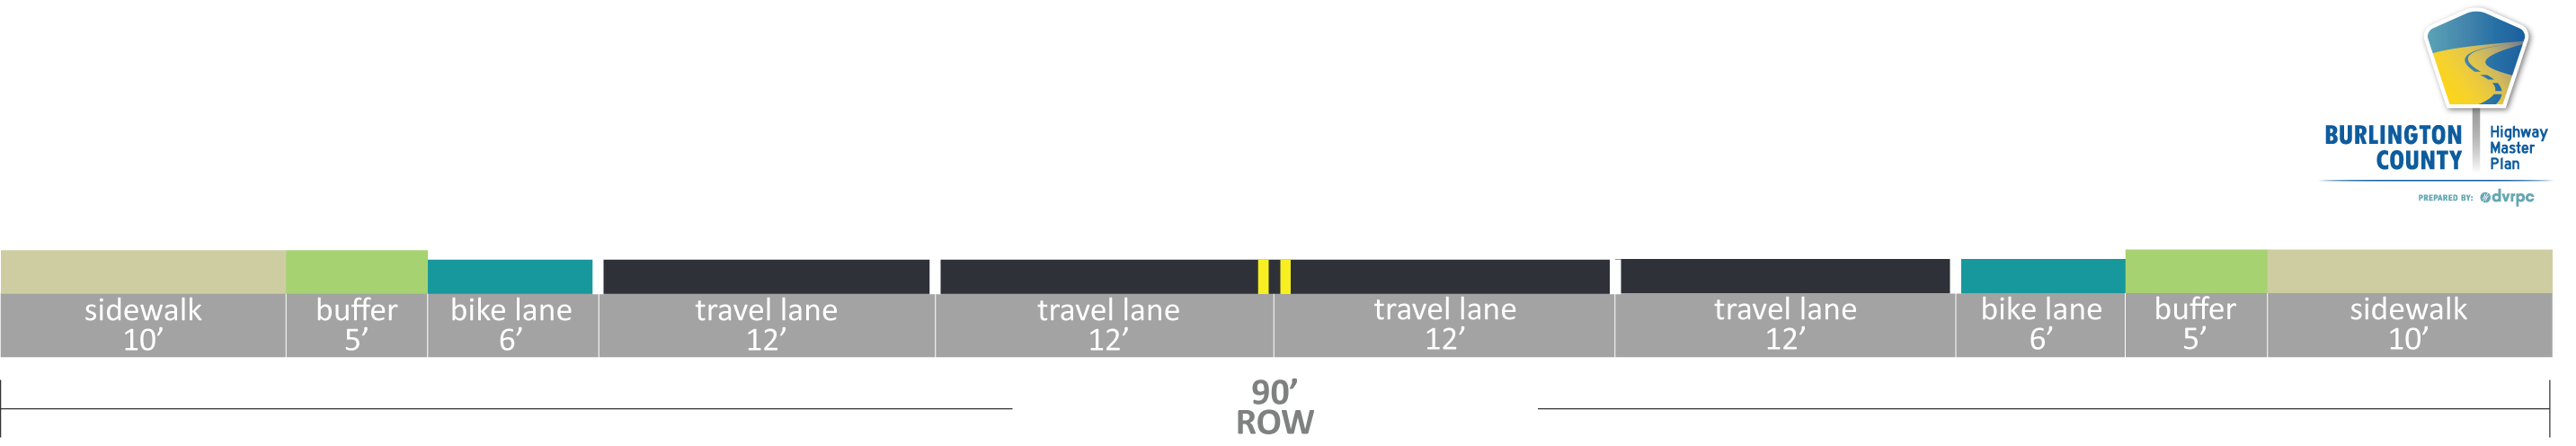 BURLINGTON
COUNTY
Highway
Master
Plan
PREPARED BY: dvrpc
sidewalk
10’
buffer
5’
bike lane
6’
travel lane
12’
travel lane
12’
travel lane
12’
travel lane
12’
bike lane
6’
buffer
5’
sidewalk
10’
90’
ROW